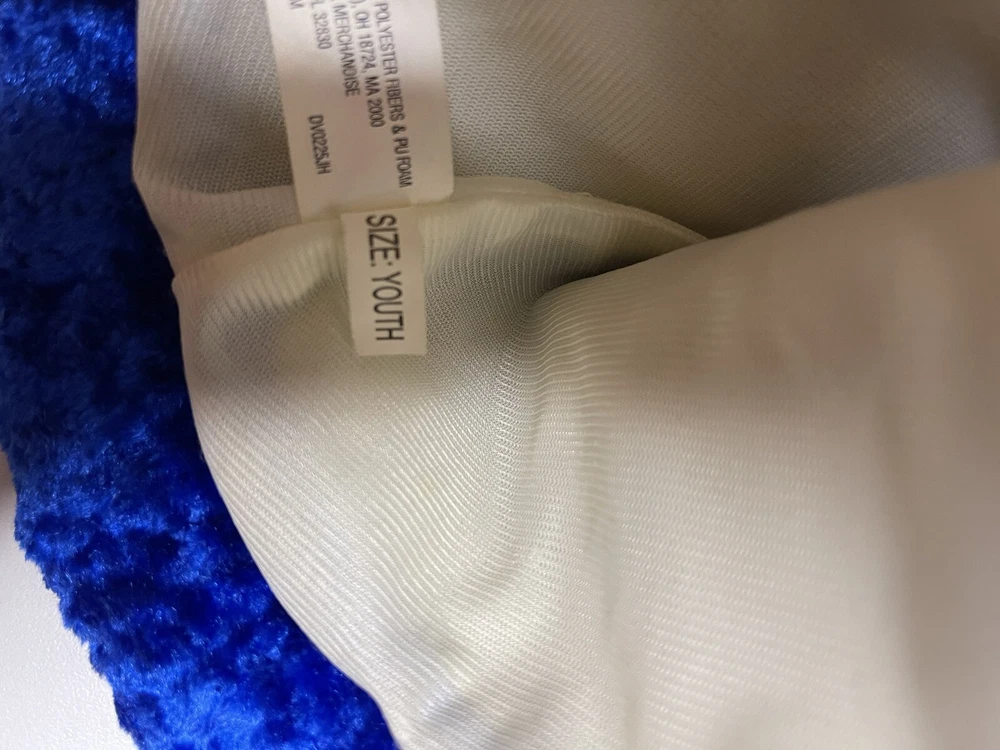 POLYESTER FIBERS & PU FOAM
), OH 18724, MA 2000
MERCHANDISE
L 32830
M
DV0225JH
SIZE: YOUTH